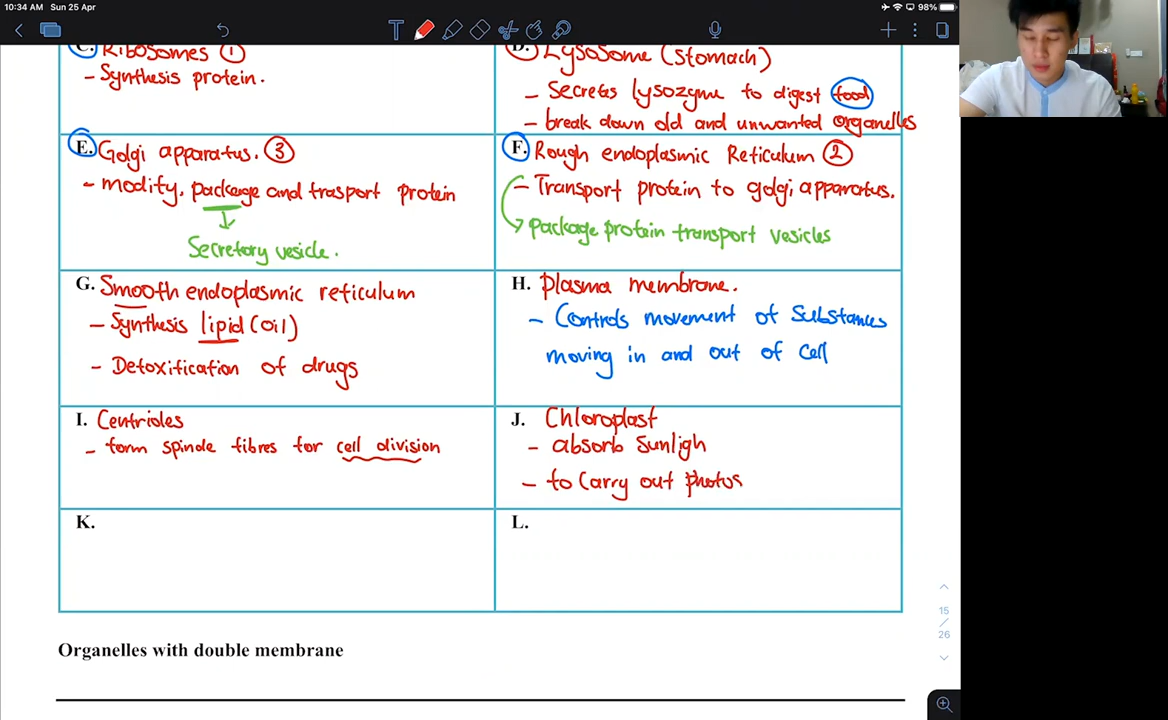 10:34 AM Sun 25 Apr
98%
C. Ribosomes 1
- Synthesis protein.
D. Lysosome (stomach)
- Secretes lysozyme to digest food
- break down old and unwanted organelles
E. Golgi apparatus. 3
- modify, package and trasport protein
Secretory vesicle.
F. Rough endoplasmic Reticulum 2
- Transport protein to golgi apparatus.
package protein transport vesicles
G. Smooth endoplasmic reticulum
- Synthesis lipid (oil)
- Detoxification of drugs
H. plasma membrane.
- Controls movement of substances
moving in and out of cell
I. Centrioles
- form spindle fibres for cell division
J. Chloroplast
- absorb sunligh
- to carry out photos
K.
L.
15
/
26
Organelles with double membrane